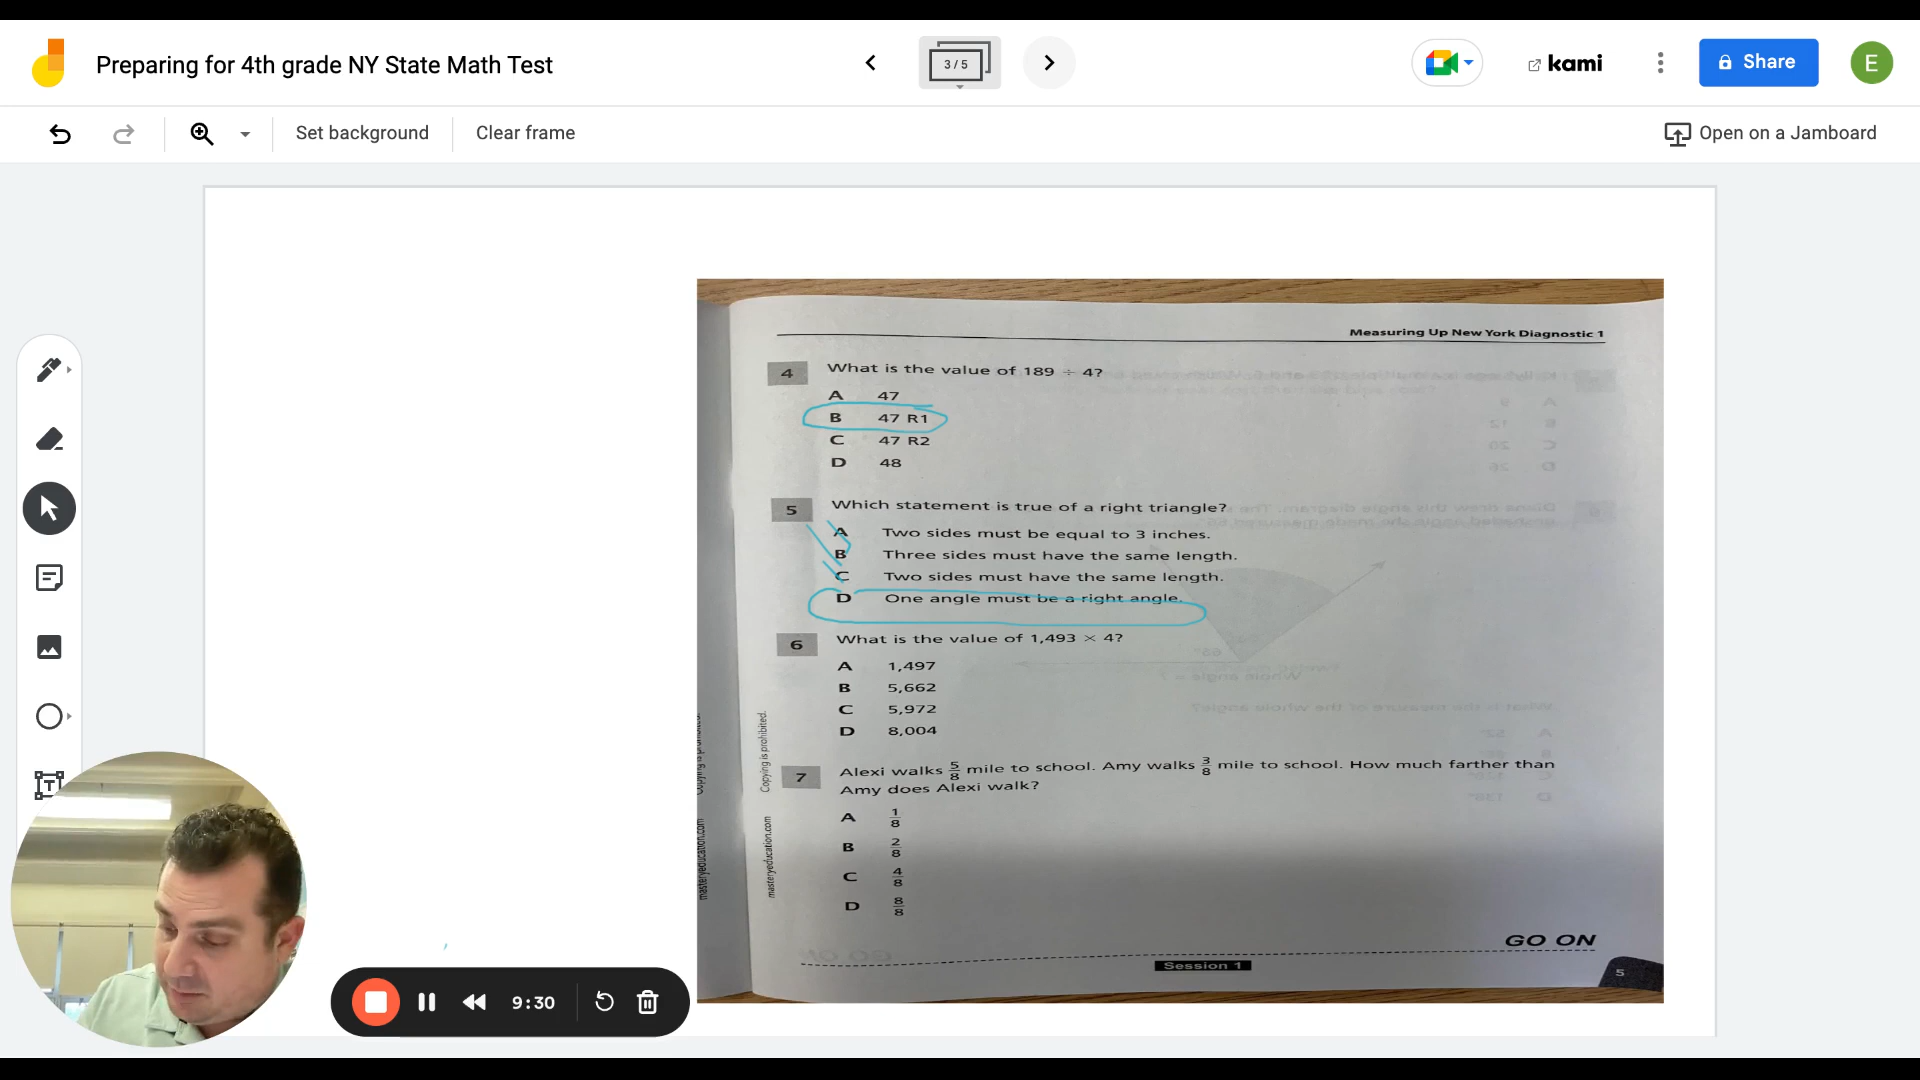 Preparing for 4th grade NY State Math Test
3 / 5
kami
Share
E
Set background
Clear frame
Open on a Jamboard
Measuring Up New York Diagnostic 1
4 What is the value of 189 ÷ 4?
A 47
B 47 R1
C 47 R2
D 48
5 Which statement is true of a right triangle?
A Two sides must be equal to 3 inches.
B Three sides must have the same length.
C Two sides must have the same length.
D One angle must be a right angle.
6 What is the value of 1,493 × 4?
A 1,497
B 5,662
C 5,972
D 8,004
7 Alexi walks 5/8 mile to school. Amy walks 3/8 mile to school. How much farther than
Amy does Alexi walk?
A 1/8
B 2/8
C 4/8
D 8/8
GO ON
Session 1
5
masteryeducation.com
Copying is prohibited.
masteryeducation.com
9:30